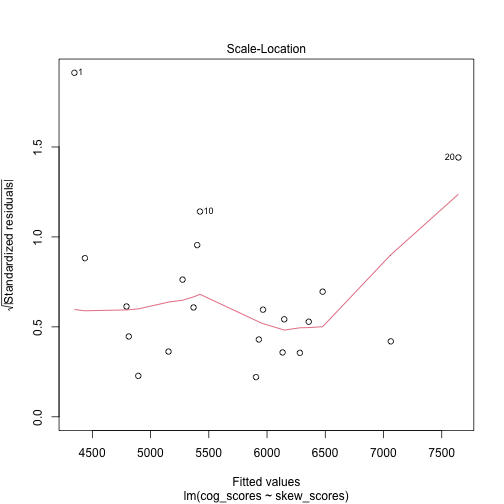 Scale-Location
√|Standardized residuals|
0.0 0.5 1.0 1.5
1
10
20
4500 5000 5500 6000 6500 7000 7500
Fitted values
lm(cog_scores ~ skew_scores)